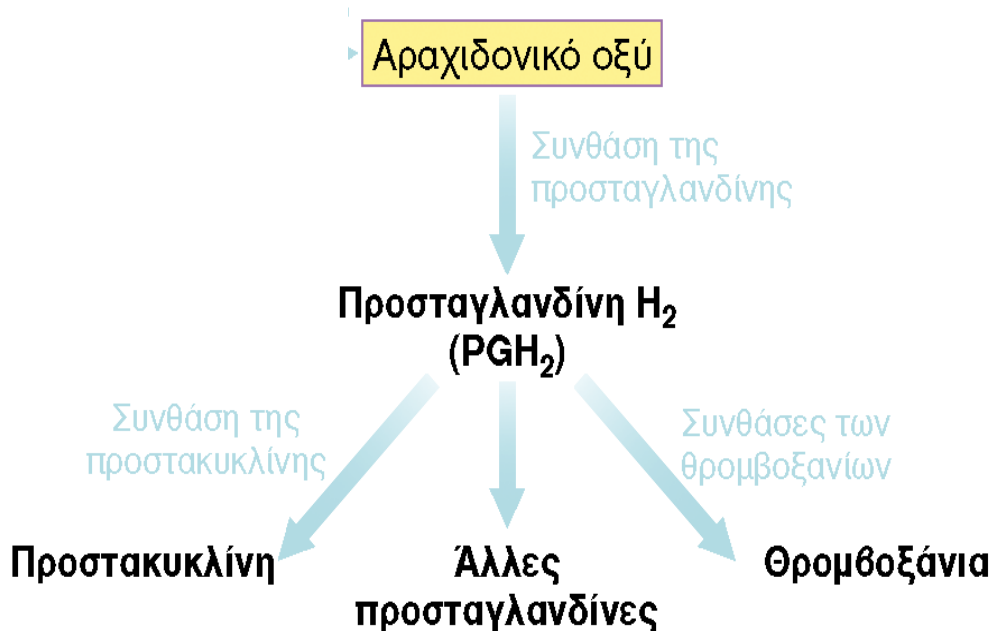 Αραχιδονικό οξύ
Συνθάση της
προσταγλανδίνης
Προσταγλανδίνη H₂
(PGH₂)
Συνθάση της
προστακυκλίνης
Συνθάσες των
θρομβοξανίων
Προστακυκλίνη
Άλλες
προσταγλανδίνες
Θρομβοξάνια